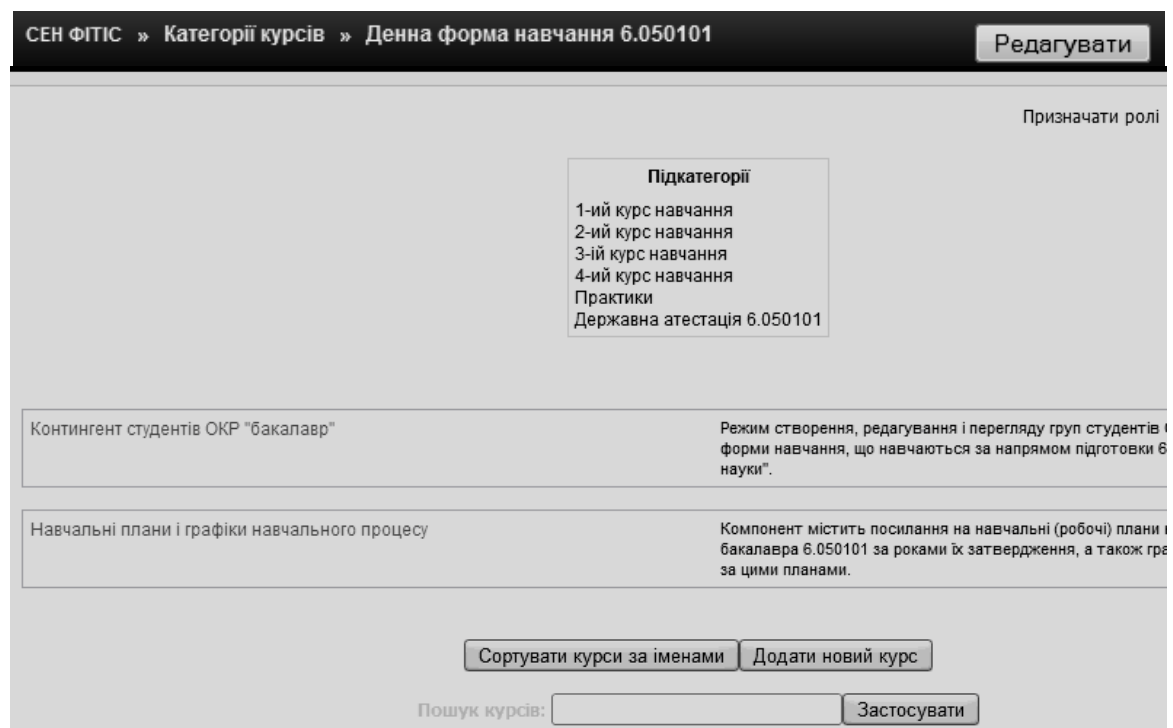 СЕН ФІТІС » Категорії курсів » Денна форма навчання 6.050101
Редагувати
Призначати ролі
Підкатегорії
1-ий курс навчання
2-ий курс навчання
3-ій курс навчання
4-ий курс навчання
Практики
Державна атестація 6.050101
Контингент студентів ОКР "бакалавр"
Режим створення, редагування і перегляду груп студентів
форми навчання, що навчаються за напрямом підготовки 6
науки".
Навчальні плани і графіки навчального процесу
Компонент містить посилання на навчальні (робочі) плани
бакалавра 6.050101 за роками їх затвердження, а також гра
за цими планами.
Сортувати курси за іменами
Додати новий курс
Пошук курсів:
Застосувати